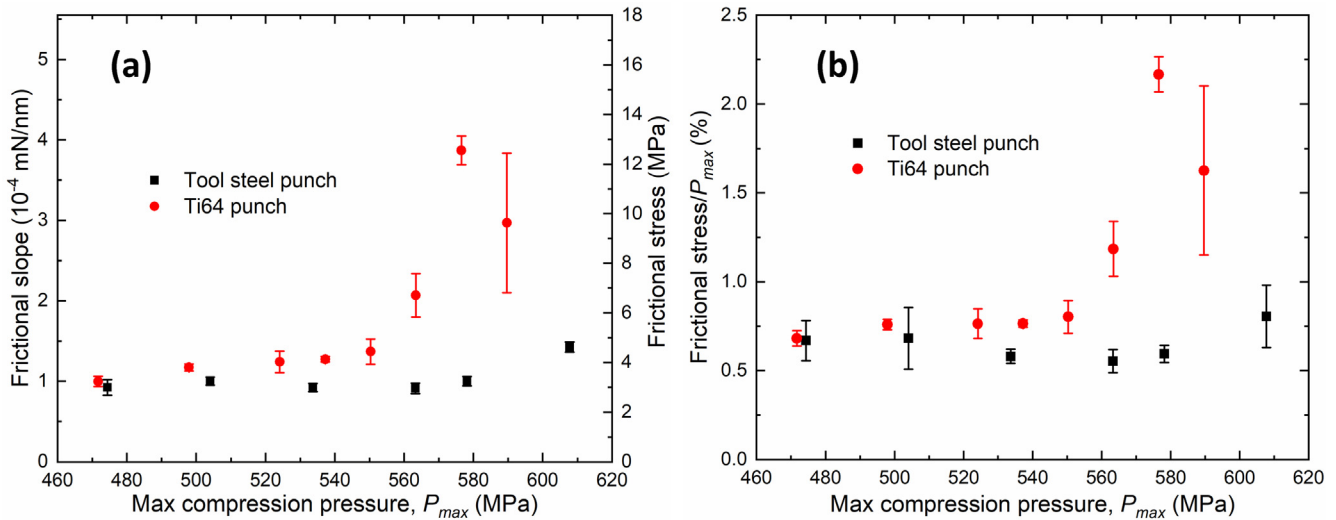 (a)
Frictional slope (10-4 mN/nm)
5
4
3
2
1
0
Tool steel punch
Ti64 punch
18
16
14
12
10
8
6
4
2
0
Frictional stress (MPa)
460 480 500 520 540 560 580 600 620
Max compression pressure, Pmax (MPa)
(b)
Frictional stress/Pmax (%)
2.5
2.0
1.5
1.0
0.5
0.0
Tool steel punch
Ti64 punch
460 480 500 520 540 560 580 600 620
Max compression pressure, Pmax (MPa)